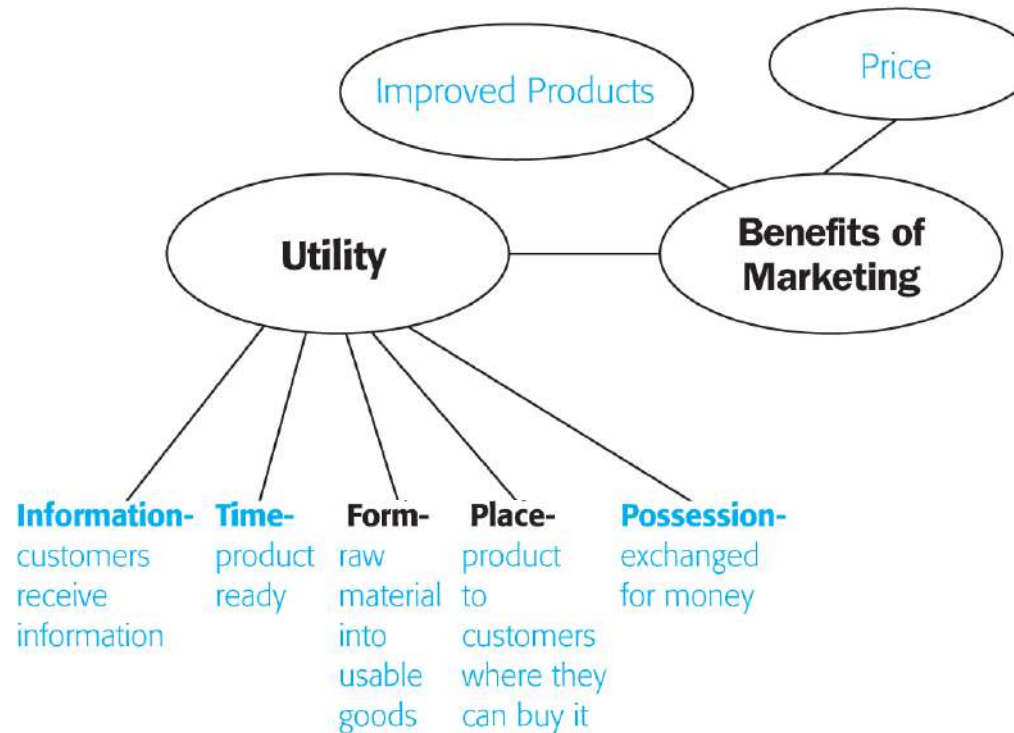 Improved Products
Price
Utility
Benefits of
Marketing
Information-
customers
receive
information
Time-
product
ready
Form-
raw
material
into
usable
goods
Place-
product
to
customers
where they
can buy it
Possession-
exchanged
for money